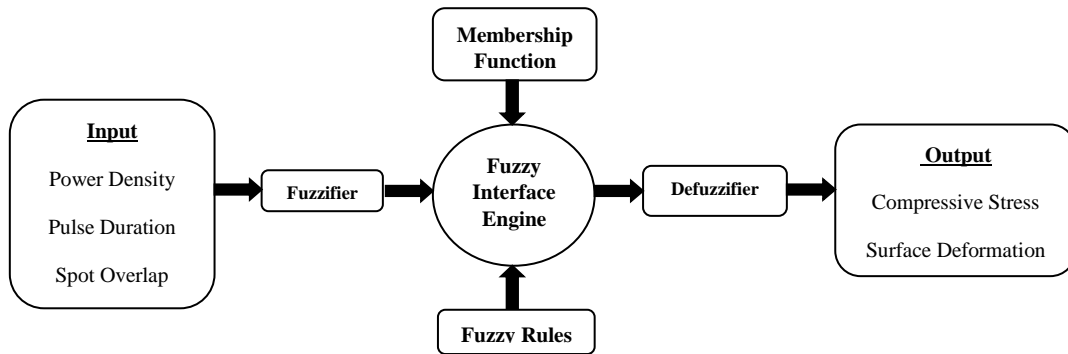 Membership
Function
Input
Power Density
Pulse Duration
Spot Overlap
Fuzzifier
Fuzzy
Interface
Engine
Defuzzifier
Output
Compressive Stress
Surface Deformation
Fuzzy Rules